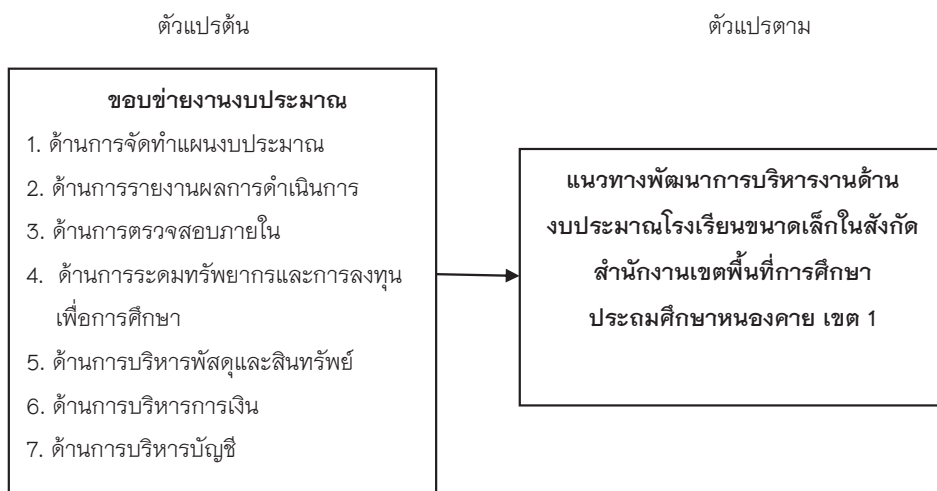 ตัวแปรต้น
ตัวแปรตาม
ขอบข่ายงานงบประมาณ
1. ด้านการจัดทำแผนงบประมาณ
2. ด้านการรายงานผลการดำเนินการ
3. ด้านการตรวจสอบภายใน
4. ด้านการระดมทรัพยากรและการลงทุน
เพื่อการศึกษา
5. ด้านการบริหารพัสดุและสินทรัพย์
6. ด้านการบริหารการเงิน
7. ด้านการบริหารบัญชี
แนวทางพัฒนาการบริหารงานด้าน
งบประมาณโรงเรียนขนาดเล็กในสังกัด
สำนักงานเขตพื้นที่การศึกษา
ประถมศึกษาหนองคาย เขต 1